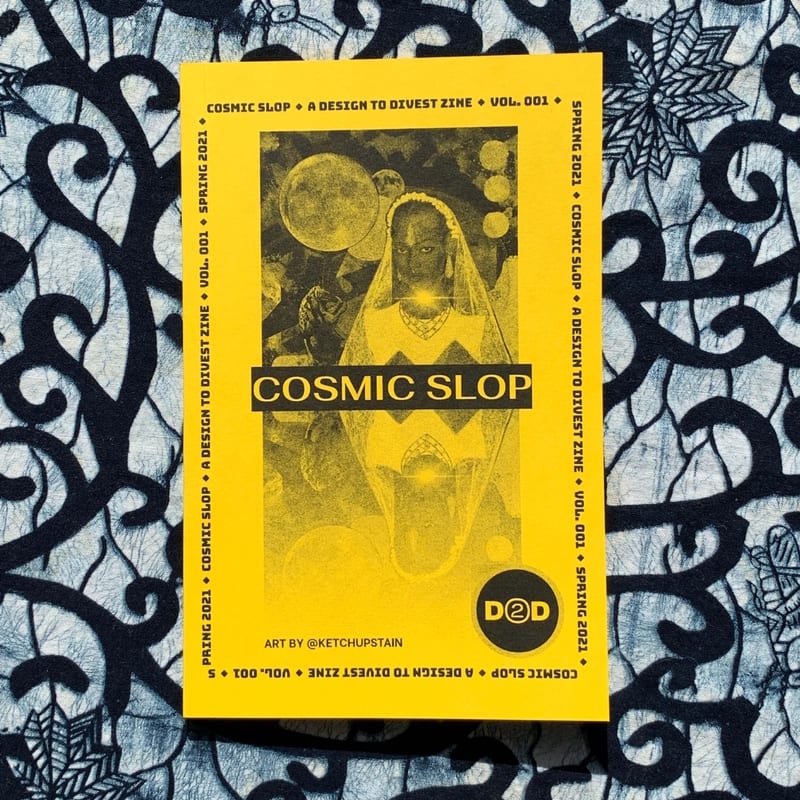 COSMIC SLOP ◆ A DESIGN TO DIVEST ZINE ◆ VOL. 001 ◆
SPRING 2021 ◆ COSMIC SLOP ◆ A DESIGN TO DIVEST ZINE ◆ VOL. 001 ◆ SPRING 2021 ◆
COSMIC SLOP ◆ A DESIGN TO DIVEST ZINE ◆ VOL. 001 ◆ S
PRING 2021 ◆ COSMIC SLOP ◆ A DESIGN TO DIVEST ZINE ◆ VOL. 001 ◆ SPRING 2021 ◆
COSMIC SLOP
D2D
ART BY @KETCHUPSTAIN